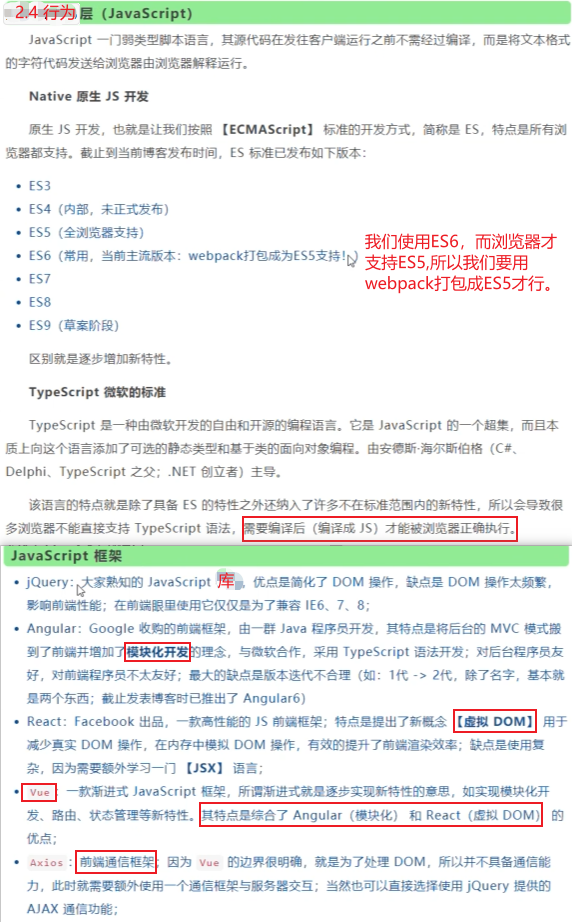 2.4 行为层（JavaScript）
JavaScript 一门弱类型脚本语言，其源代码在发往客户端运行之前不需经过编译，而是将文本格式
的字符代码发送给浏览器由浏览器解释运行。
Native 原生 JS 开发
原生 JS 开发，也就是让我们按照 【ECMAScript】 标准的开发方式，简称是 ES，特点是所有浏
览器都支持。截止到当前博客发布时间，ES 标准已发布如下版本：
• ES3
• ES4（内部，未正式发布）
• ES5（全浏览器支持）
• ES6（常用，当前主流版本：webpack打包成为ES5支持！）
我们使用ES6，而浏览器才
支持ES5,所以我们要用
webpack打包成ES5才行。
• ES7
• ES8
• ES9（草案阶段）
区别就是逐步增加新特性。
TypeScript 微软的标准
TypeScript 是一种由微软开发的自由和开源的编程语言。它是 JavaScript 的一个超集，而且本
质上向这个语言添加了可选的静态类型和基于类的面向对象编程。由安德斯·海尔斯伯格（C#、
Delphi、TypeScript 之父；.NET 创立者）主导。
该语言的特点就是除了具备 ES 的特性之外还纳入了许多不在标准范围内的新特性，所以会导致很
多浏览器不能直接支持 TypeScript 语法，需要编译后（编译成 JS）才能被浏览器正确执行。
JavaScript 框架
• jQuery：大家熟知的 JavaScript 库，优点是简化了 DOM 操作，缺点是 DOM 操作太频繁，
影响前端性能；在前端眼里使用它仅仅是为了兼容 IE6、7、8；
• Angular：Google 收购的前端框架，由一群 Java 程序员开发，其特点是将后台的 MVC 模式搬
到了前端并增加了模块化开发的理念，与微软合作，采用 TypeScript 语法开发；对后台程序员友
好，对前端程序员不太友好；最大的缺点是版本迭代不合理（如：1代 -> 2代，除了名字，基本就
是两个东西；截止发表博客时已推出了 Angular6）
• React：Facebook 出品，一款高性能的 JS 前端框架；特点是提出了新概念 【虚拟 DOM】 用于
减少真实 DOM 操作，在内存中模拟 DOM 操作，有效的提升了前端渲染效率；缺点是使用复
杂，因为需要额外学习一门 【JSX】 语言；
• Vue：一款渐进式 JavaScript 框架，所谓渐进式就是逐步实现新特性的意思，如实现模块化开
发、路由、状态管理等新特性。其特点是综合了 Angular（模块化） 和 React（虚拟 DOM） 的
优点；
• Axios：前端通信框架；因为 Vue 的边界很明确，就是为了处理 DOM，所以并不具备通信能
力，此时就需要额外使用一个通信框架与服务器交互；当然也可以直接选择使用 jQuery 提供的
AJAX 通信功能；